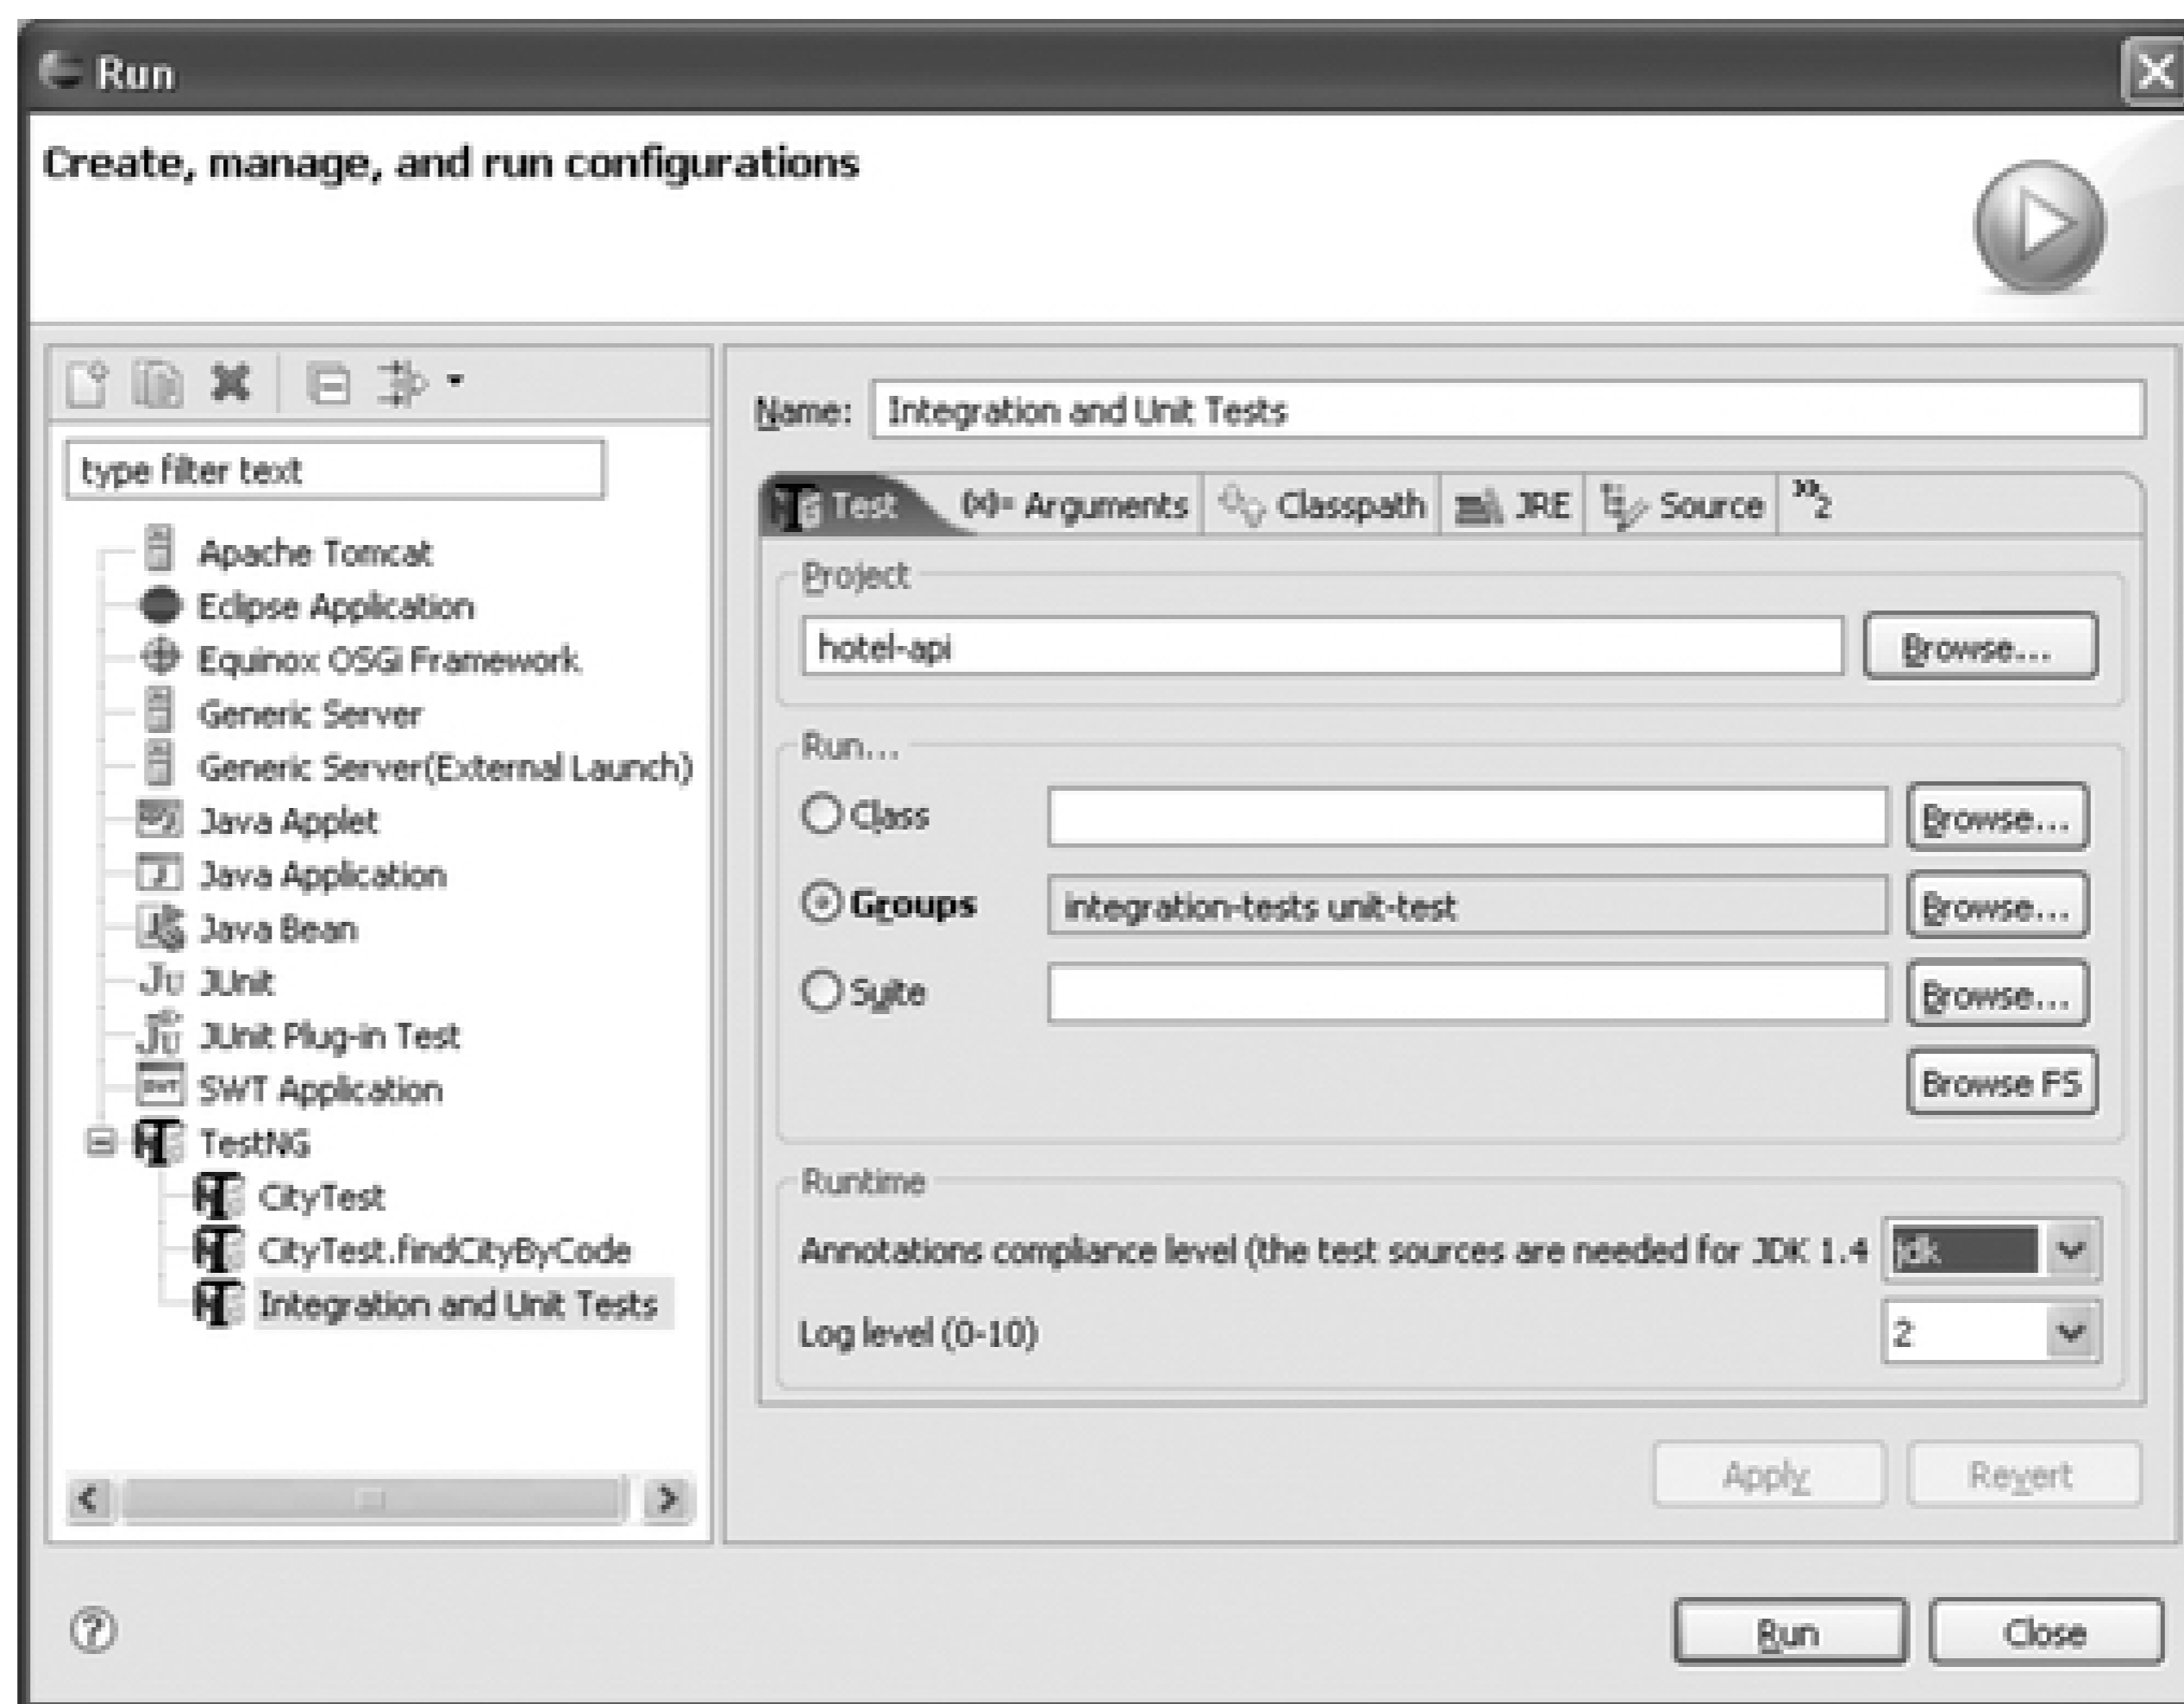 Run
Create, manage, and run configurations
type filter text
Apache Tomcat
Eclipse Application
Equinox OSGi Framework
Generic Server
Generic Server(External Launch)
Java Applet
Java Application
Java Bean
Ju JUnit
Ju JUnit Plug-in Test
SWT Application
TestNG
CityTest
CityTest.findCityByCode
Integration and Unit Tests
Name: Integration and Unit Tests
Test (x)= Arguments Classpath JRE Source »2
Project
hotel-api Browse...
Run...
Class Browse...
Groups integration-tests unit-test Browse...
Suite Browse...
Browse FS
Runtime
Annotations compliance level (the test sources are needed for JDK 1.4 jdk
Log level (0-10) 2
Apply Revert
? Run Close